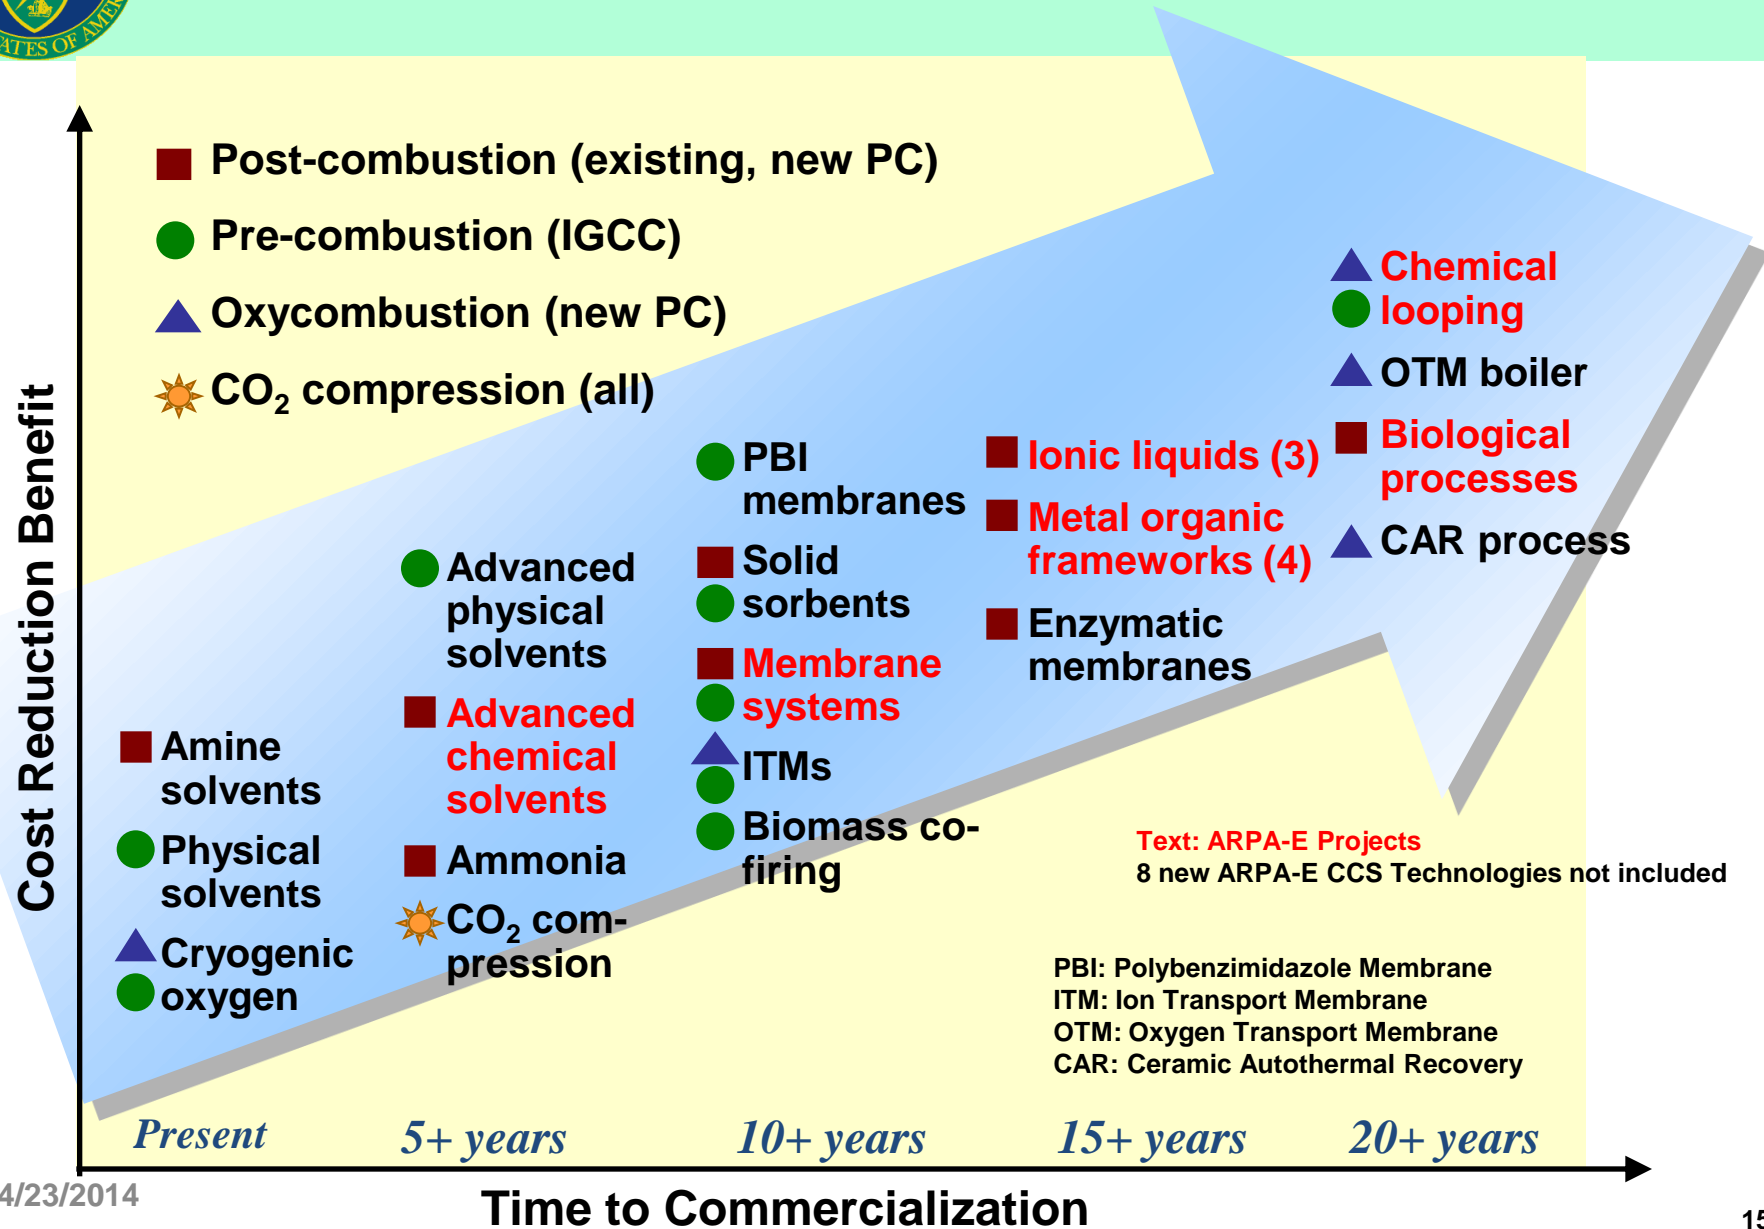 STATES OF AMER
Post-combustion (existing, new PC)
Pre-combustion (IGCC)
Oxycombustion (new PC)
CO2 compression (all)
Cost Reduction Benefit
Amine
solvents
Physical
solvents
Cryogenic
oxygen
Advanced
physical
solvents
Advanced
chemical
solvents
Ammonia
CO2 com-
pression
PBI
membranes
Solid
sorbents
Membrane
systems
ITMs
Biomass co-
firing
Ionic liquids (3)
Metal organic
frameworks (4)
Enzymatic
membranes
Chemical
looping
OTM boiler
Biological
processes
CAR process
Text: ARPA-E Projects
8 new ARPA-E CCS Technologies not included
PBI: Polybenzimidazole Membrane
ITM: Ion Transport Membrane
OTM: Oxygen Transport Membrane
CAR: Ceramic Autothermal Recovery
Present
5+ years
10+ years
15+ years
20+ years
4/23/2014
Time to Commercialization
15